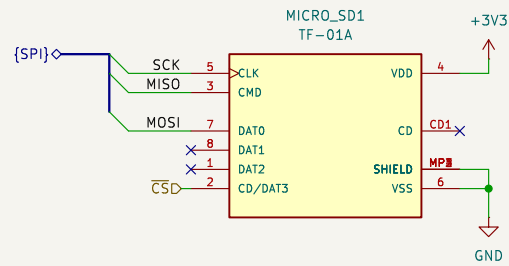 MICRO_SD1
TF-01A
+3V3
{SPI}
SCK 5 CLK
MISO 3 CMD
MOSI 7 DAT0
8 DAT1
1 DAT2
CS 2 CD/DAT3
VDD 4
CD CD1
SHIELD
VSS 6
GND